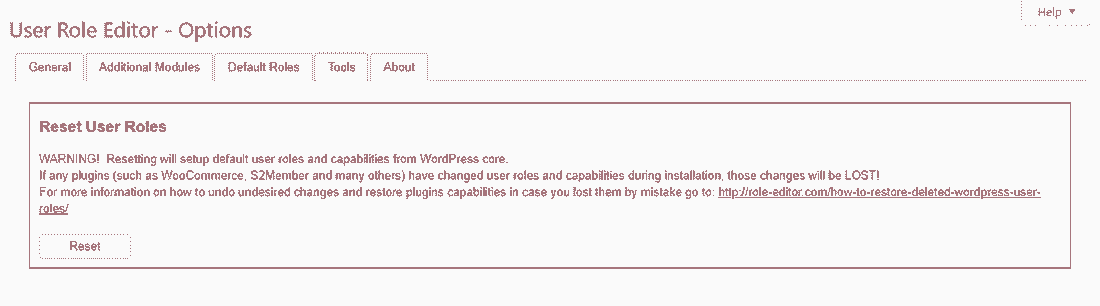 Help ▼
User Role Editor - Options
General Additional Modules Default Roles Tools About
Reset User Roles
WARNING! Resetting will setup default user roles and capabilities from WordPress core.
If any plugins (such as WooCommerce, S2Member and many others) have changed user roles and capabilities during installation, those changes will be LOST!
For more information on how to undo undesired changes and restore plugins capabilities in case you lost them by mistake go to: http://role-editor.com/how-to-restore-deleted-wordpress-user-
roles/
Reset